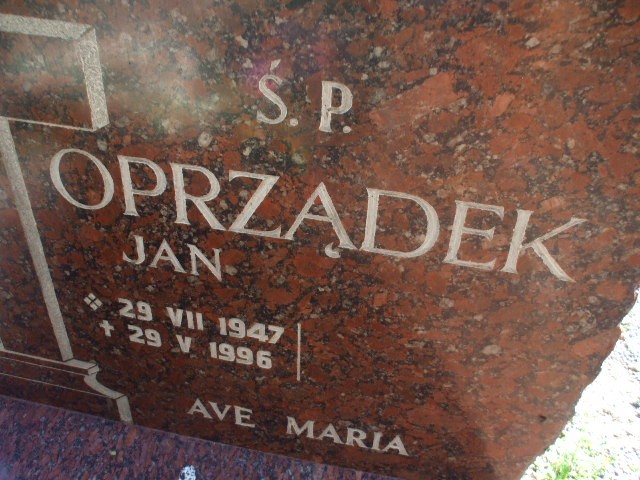 Ś.P.
OPRZĄDEK
JAN
29 VII 1947
✝ 29 V 1996
AVE MARIA